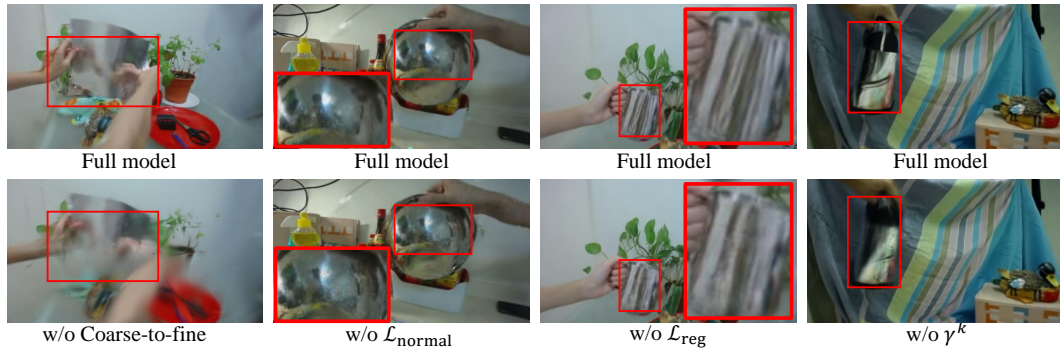 Full model
Full model
Full model
Full model
w/o Coarse-to-fine
w/o ℒnormal
w/o ℒreg
w/o γᵏ